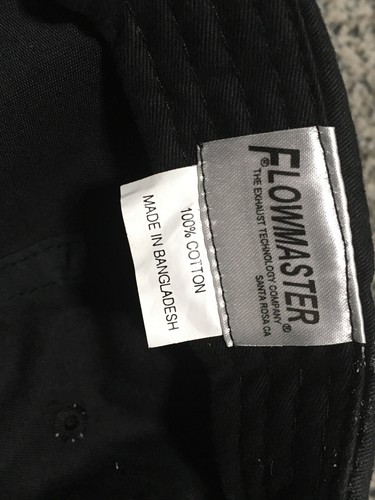 FLOWMASTER®
®THE EXHAUST TECHNOLOGY COMPANY
SANTA ROSA CA
100% COTTON
MADE IN BANGLADESH